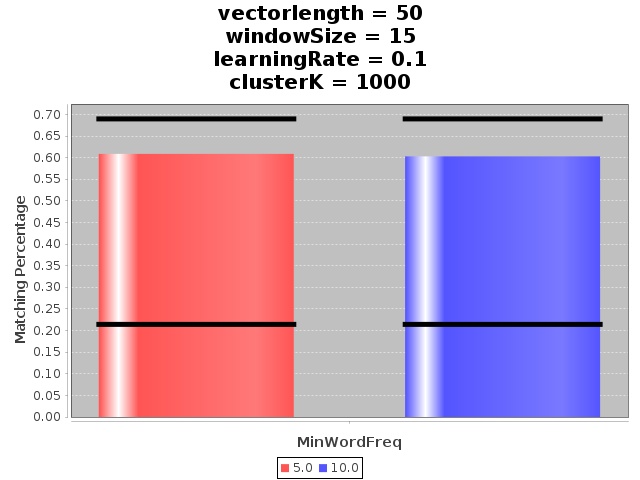 vectorlength = 50
windowSize = 15
learningRate = 0.1
clusterK = 1000
Matching Percentage
0.70
0.65
0.60
0.55
0.50
0.45
0.40
0.35
0.30
0.25
0.20
0.15
0.10
0.05
0.00
MinWordFreq
5.0 10.0